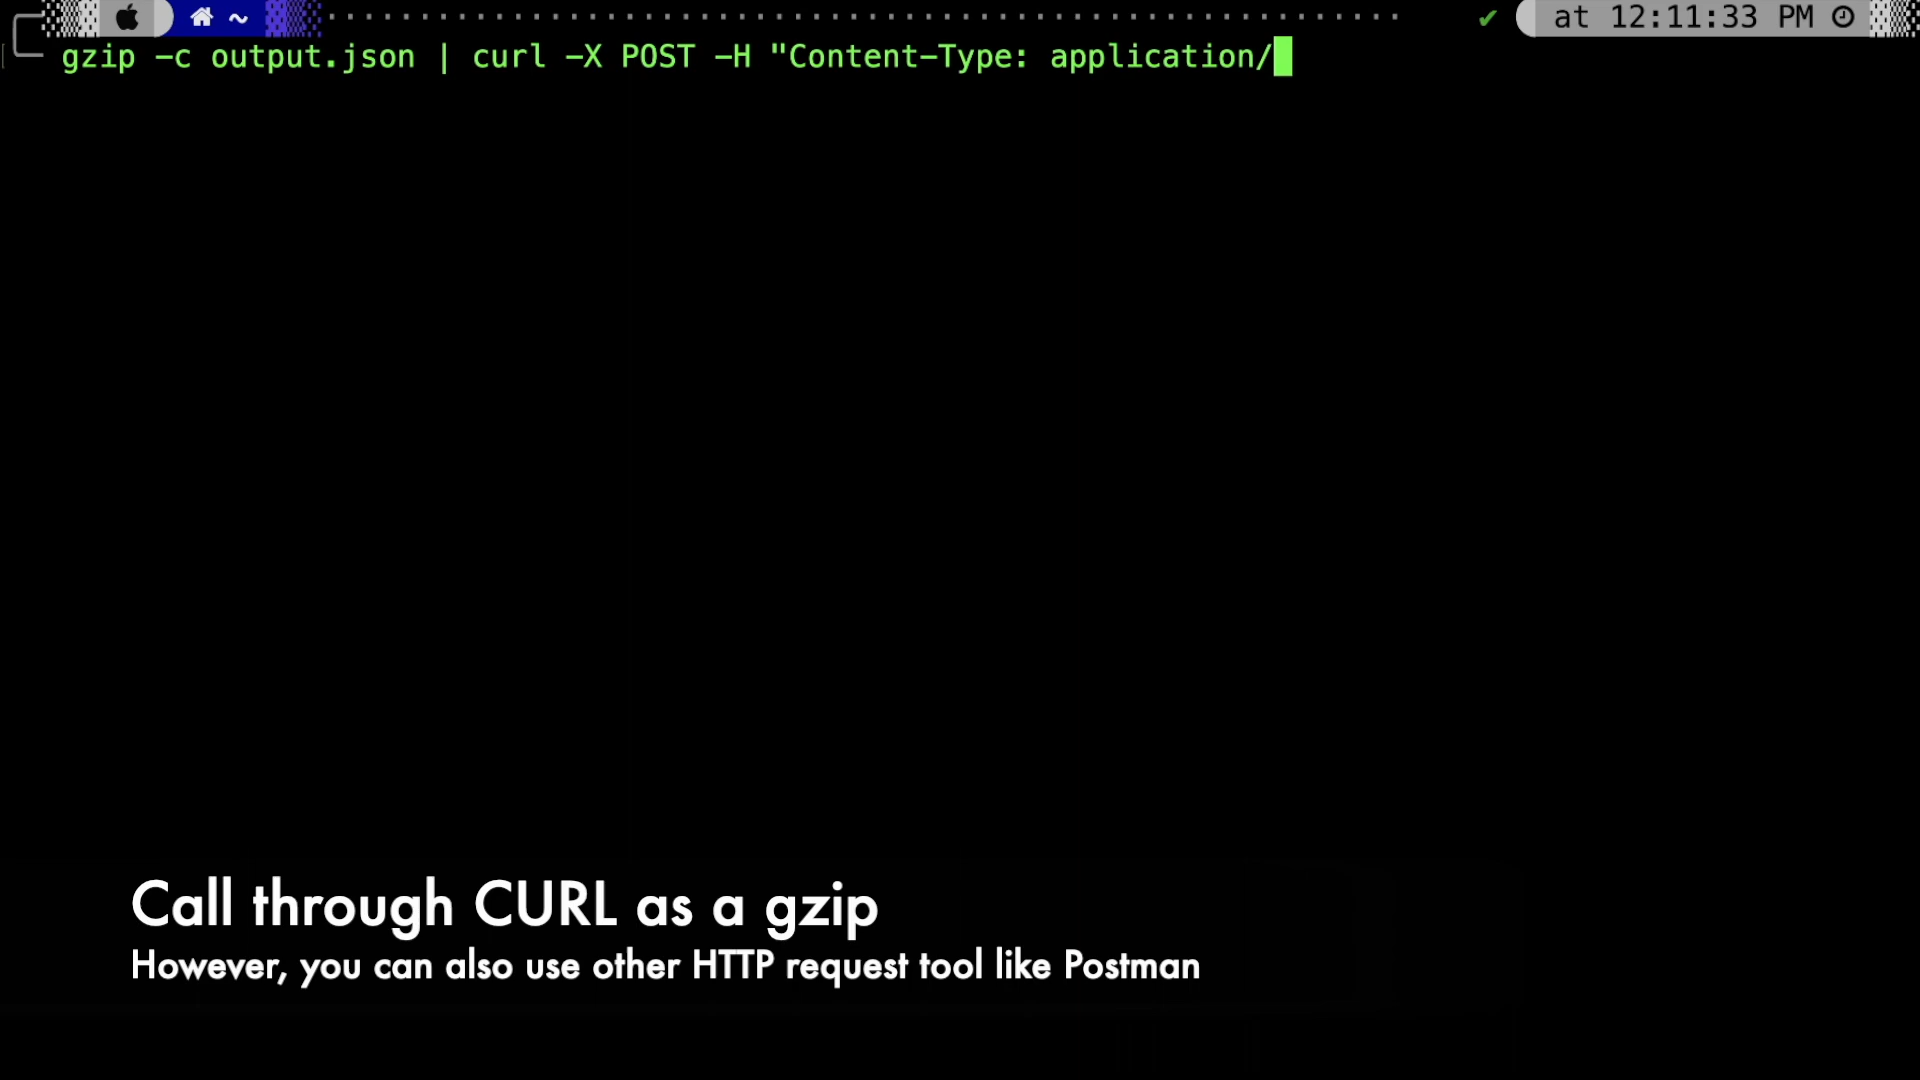 ~ at 12:11:33 PM
gzip -c output.json | curl -X POST -H "Content-Type: application/
Call through CURL as a gzip
However, you can also use other HTTP request tool like Postman